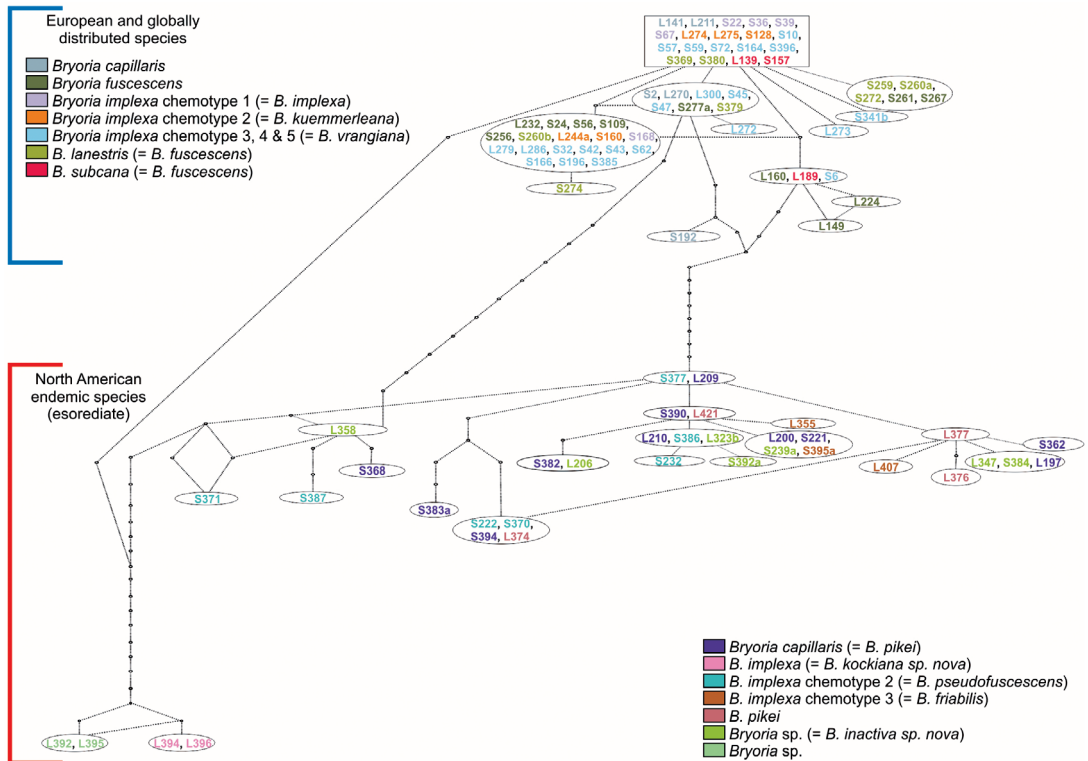 European and globally
distributed species
Bryoria capillaris
Bryoria fuscescens
Bryoria implexa chemotype 1 (= B. implexa)
Bryoria implexa chemotype 2 (= B. kuemmerleana)
Bryoria implexa chemotype 3, 4 & 5 (= B. vrangiana)
B. lanestris (= B. fuscescens)
B. subcana (= B. fuscescens)
L141, L211, S22, S36, S39,
S67, L274, L275, S128, S10,
S57, S59, S72, S164, S396,
S369, S380, L139, S157
S259, S260a,
S272, S261, S267
S341b
L273
S2, L270, L300, S45,
S47, S277a, S379
L272
L232, S24, S56, S109,
S256, S260b, L244a, S160, S168,
L279, L286, S32, S42, S43, S62,
S166, S196, S385
S274
L160, L189, S6
L224
L149
S192
North American
endemic species
(esorediate)
S377, L209
S390, L421
L355
L358
L210, S386, L323b
L200, S221,
S239a, S395a
L377
S362
S232
S392a
S382, L206
S368
L407
L376
L347, S384, L197
S371
S387
S383a
S222, S370,
S394, L374
L392, L395
L394, L396
Bryoria capillaris (= B. pikei)
B. implexa (= B. kockiana sp. nova)
B. implexa chemotype 2 (= B. pseudofuscescens)
B. implexa chemotype 3 (= B. friabilis)
B. pikei
Bryoria sp. (= B. inactiva sp. nova)
Bryoria sp.